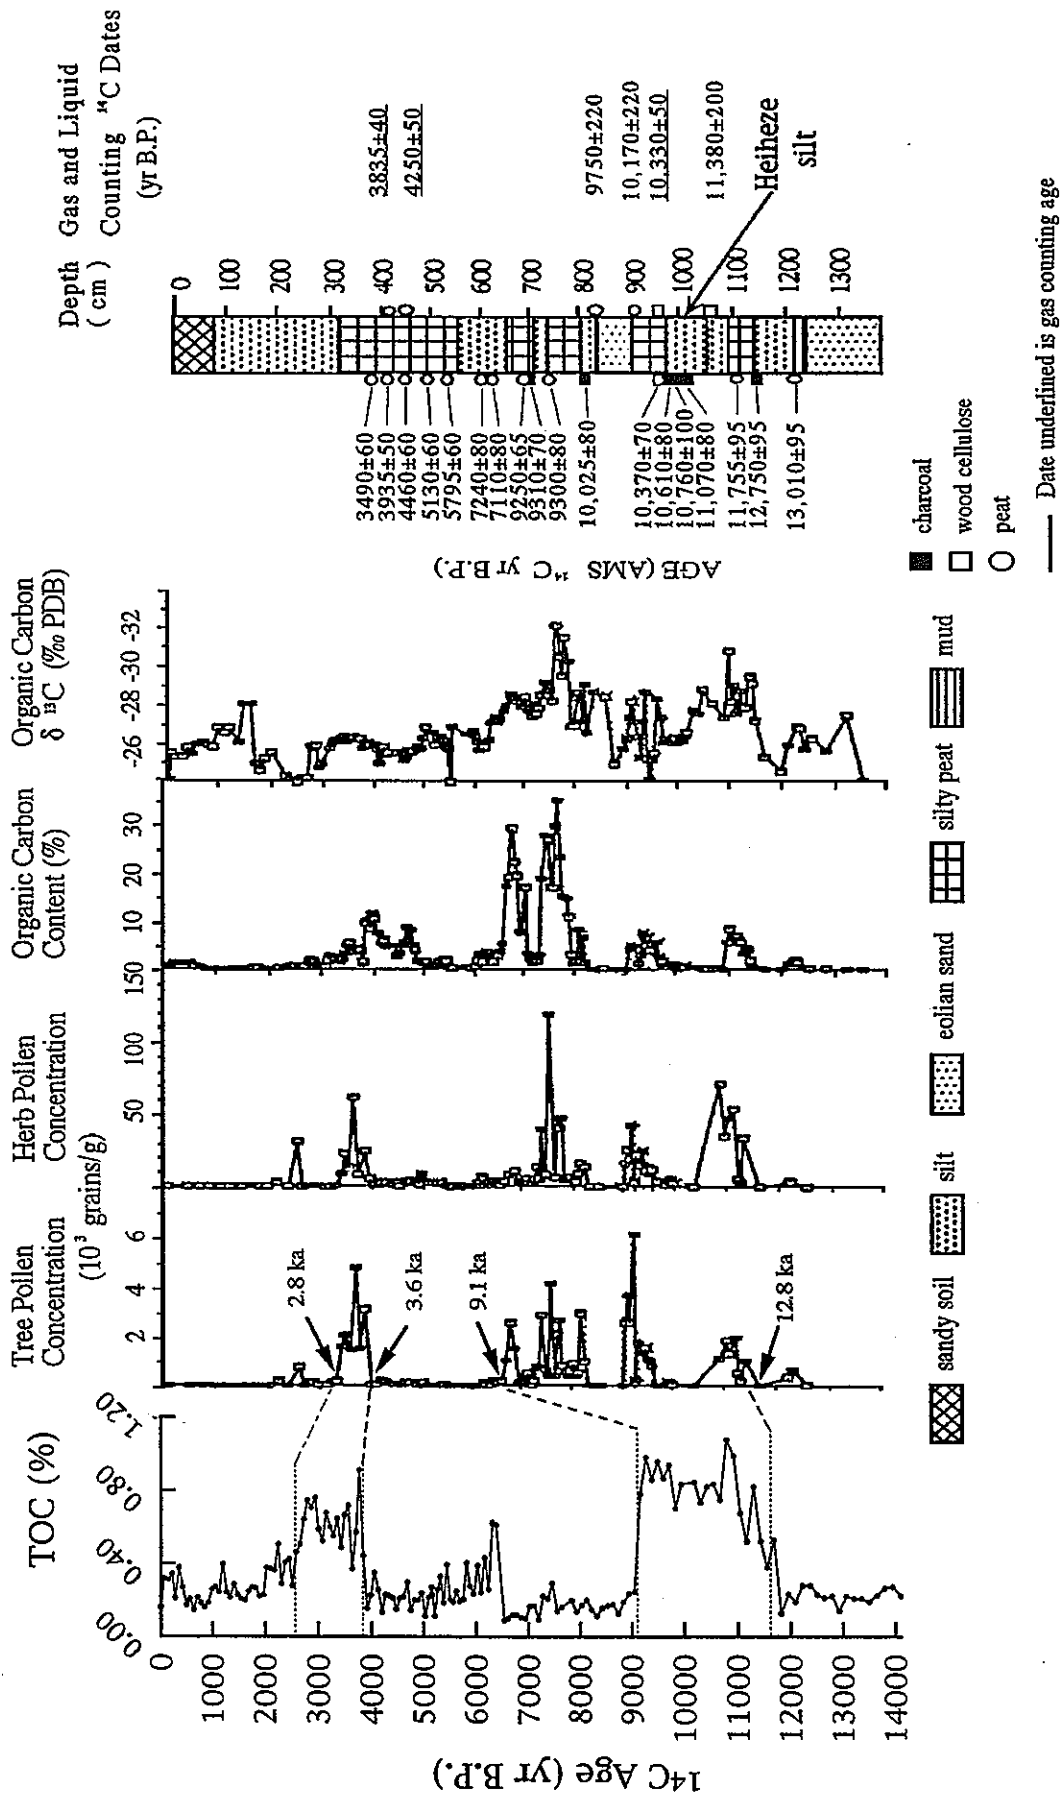 TOC (%)
1.20
0.80
0.40
0.00
Tree Pollen
Concentration
Herb Pollen
Concentration
(10³ grains/g)
6
4
2
150
100
50
Organic Carbon
Content (%)
30
20
10
Organic Carbon
δ ¹³C (‰ PDB)
-32
-30
-28
-26
2.8 ka
3.6 ka
9.1 ka
12.8 ka
¹⁴C Age (yr B.P.)
0
1000
2000
3000
4000
5000
6000
7000
8000
9000
10000
11000
12000
13000
14000
AGE (AMS ¹⁴C yr B.P.)
3490±60
3935±50
4460±60
5130±60
5795±60
7240±80
7110±80
9250±65
9310±70
9300±80
10,025±80
10,370±70
10,610±80
10,760±100
11,070±80
11,755±95
12,750±95
13,010±95
Depth
( cm )
0
100
200
300
400
500
600
700
800
900
1000
1100
1200
1300
Gas and Liquid
Counting ¹⁴C Dates
(yr B.P.)
3835±40
4250±50
9750±220
10,170±220
10,330±50
11,380±200
Heiheze
silt
charcoal
wood cellulose
peat
Date underlined is gas counting age
sandy soil
silt
eolian sand
silty peat
mud